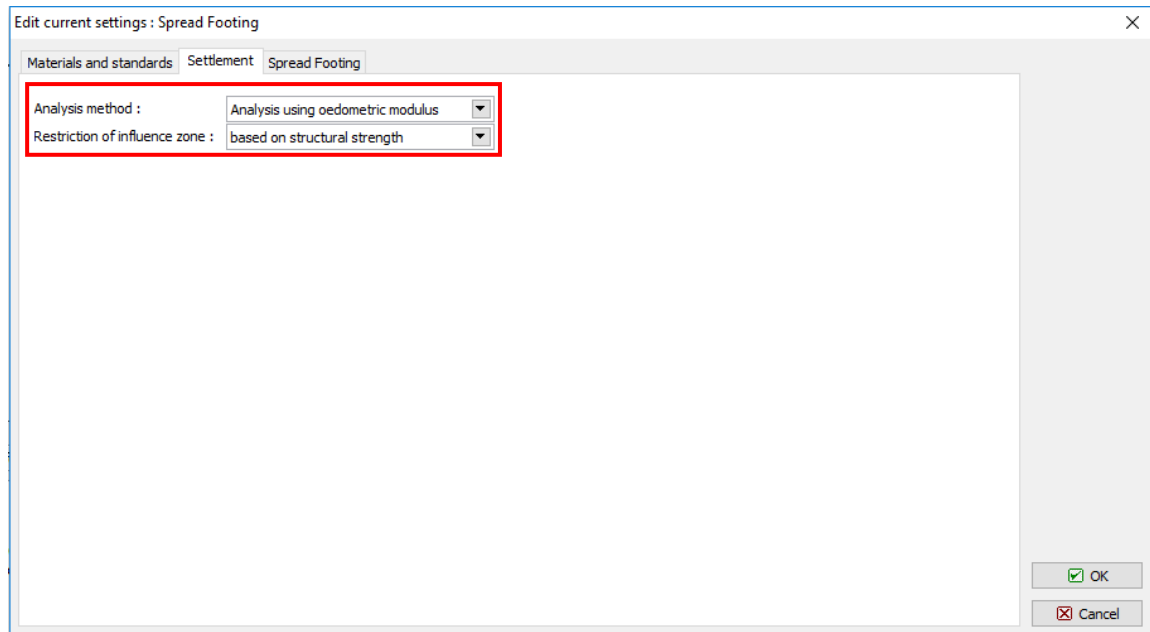 Edit current settings : Spread Footing
Materials and standards Settlement Spread Footing
Analysis method : Analysis using oedometric modulus
Restriction of influence zone : based on structural strength
OK
Cancel